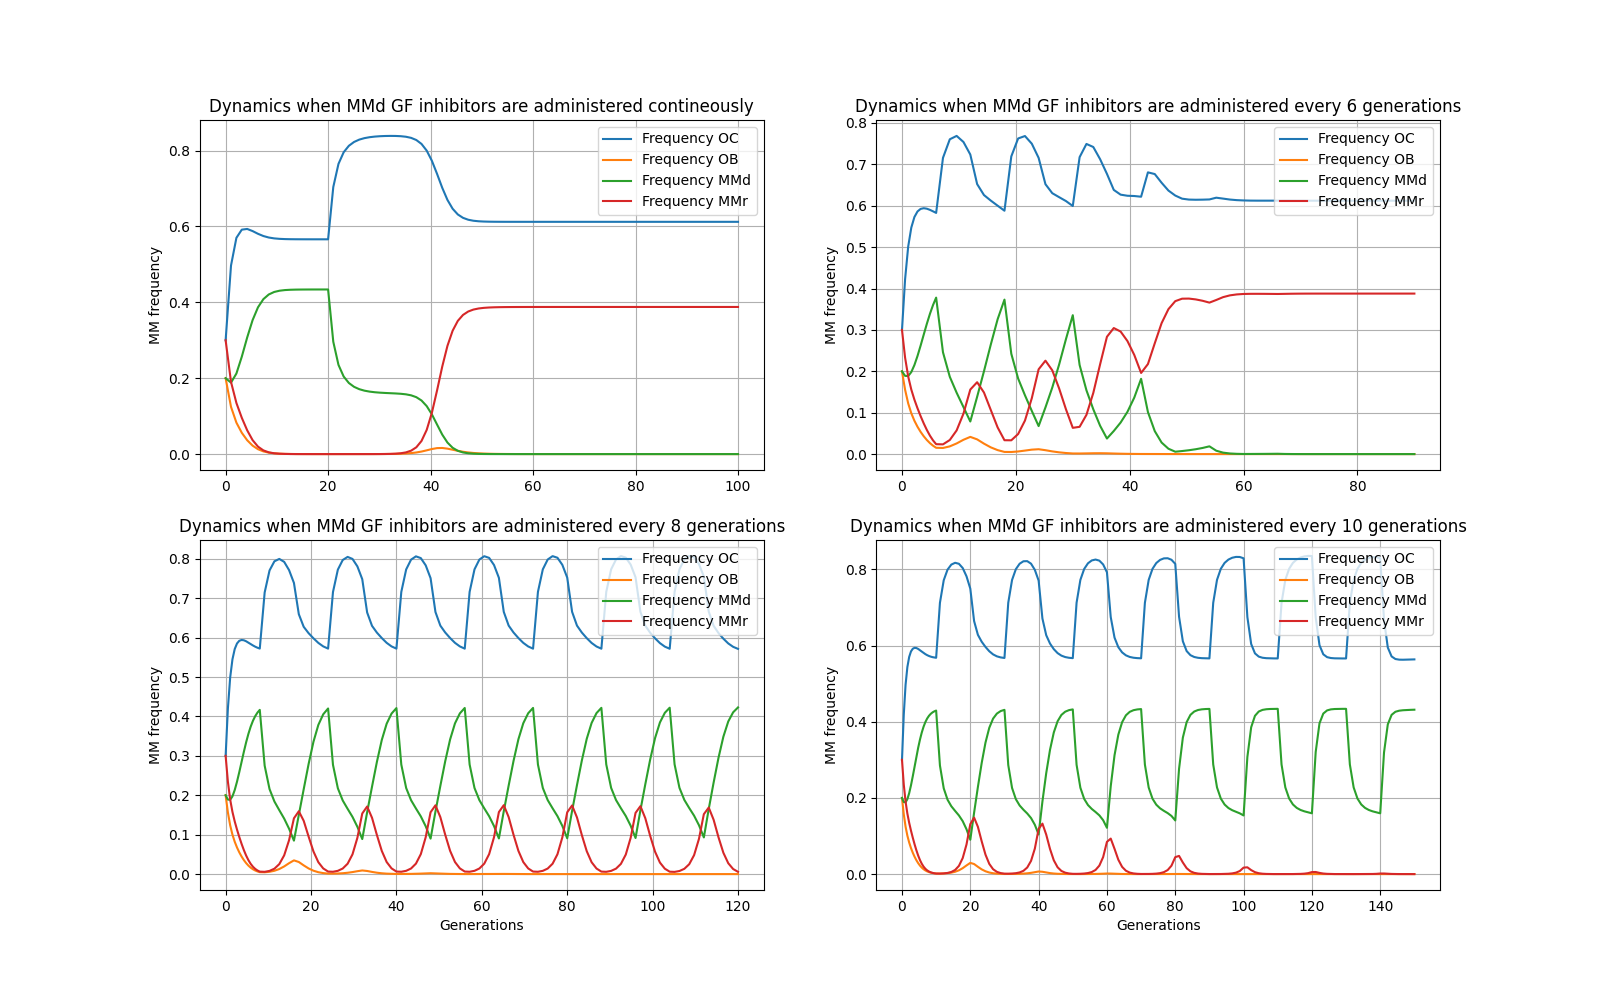 Dynamics when MMd GF inhibitors are administered contineously
MM frequency
0.8
0.6
0.4
0.2
0.0
0 20 40 60 80 100
Frequency OC
Frequency OB
Frequency MMd
Frequency MMr
Dynamics when MMd GF inhibitors are administered every 6 generations
MM frequency
0.8
0.7
0.6
0.5
0.4
0.3
0.2
0.1
0.0
0 20 40 60 80
Frequency OC
Frequency OB
Frequency MMd
Frequency MMr
Dynamics when MMd GF inhibitors are administered every 8 generations
MM frequency
0.8
0.7
0.6
0.5
0.4
0.3
0.2
0.1
0.0
0 20 40 60 80 100 120
Generations
Frequency OC
Frequency OB
Frequency MMd
Frequency MMr
Dynamics when MMd GF inhibitors are administered every 10 generations
MM frequency
0.8
0.6
0.4
0.2
0.0
0 20 40 60 80 100 120 140
Generations
Frequency OC
Frequency OB
Frequency MMd
Frequency MMr